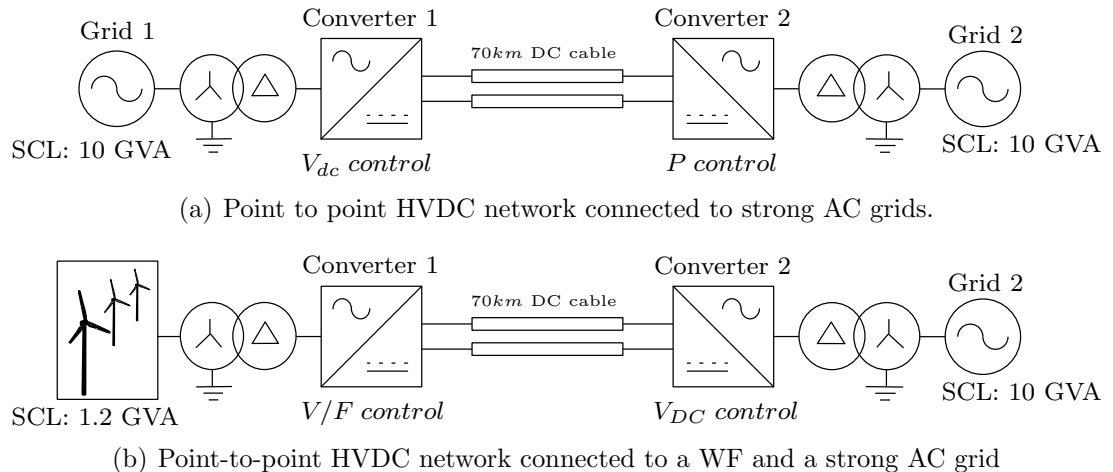 Grid 1
Converter 1
Converter 2
Grid 2
70km DC cable
SCL: 10 GVA
V_dc control
P control
SCL: 10 GVA
(a) Point to point HVDC network connected to strong AC grids.
Converter 1
Converter 2
Grid 2
70km DC cable
SCL: 1.2 GVA
V/F control
V_DC control
SCL: 10 GVA
(b) Point-to-point HVDC network connected to a WF and a strong AC grid